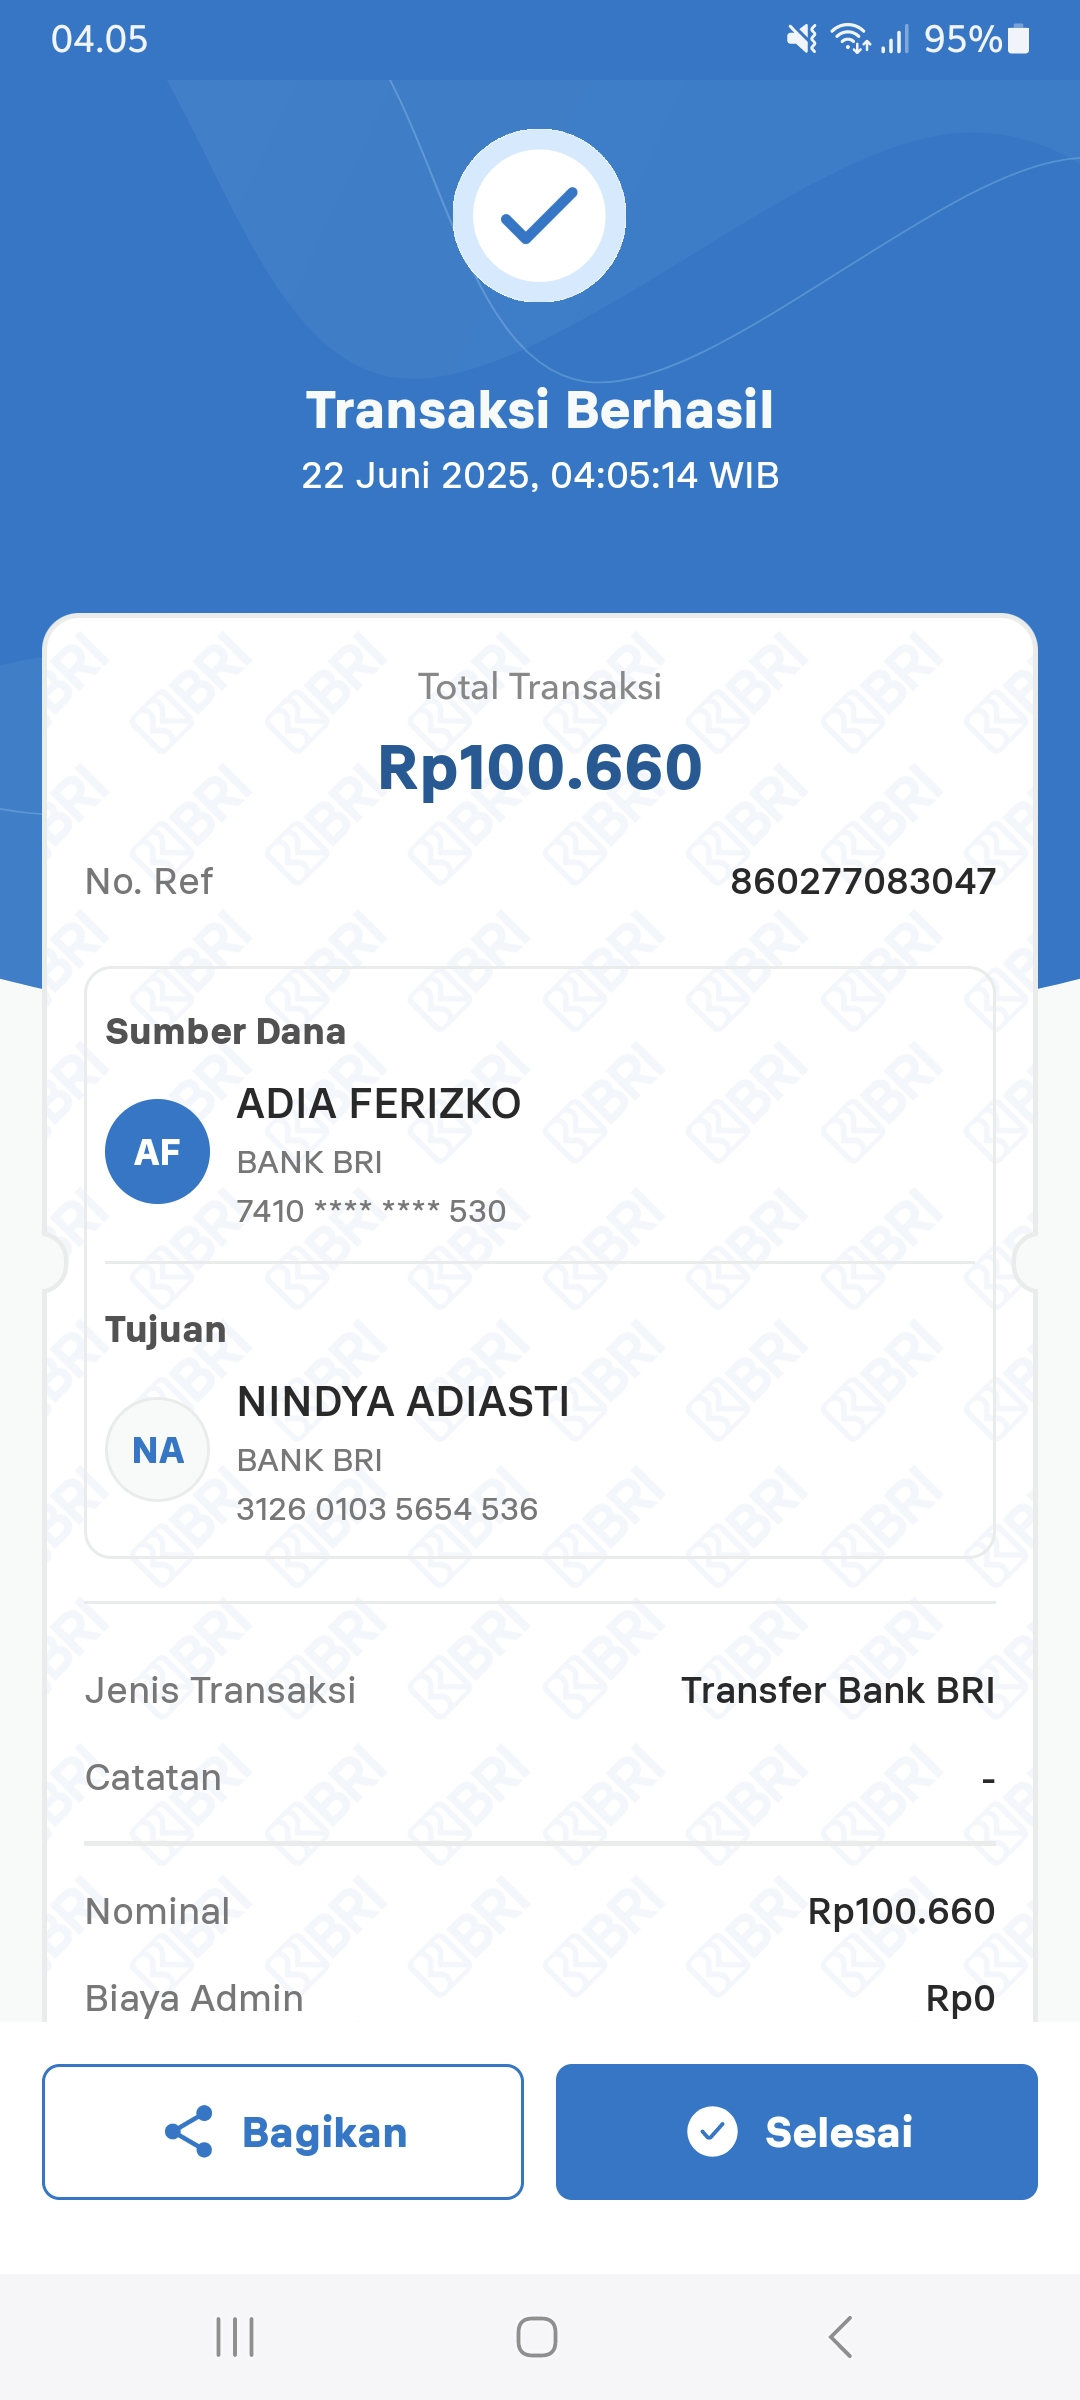 04.05
95%
Transaksi Berhasil
22 Juni 2025, 04:05:14 WIB
Total Transaksi
Rp100.660
No. Ref 860277083047
Sumber Dana
AF
ADIA FERIZKO
BANK BRI
7410 **** **** 530
Tujuan
NA
NINDYA ADIASTI
BANK BRI
3126 0103 5654 536
Jenis Transaksi Transfer Bank BRI
Catatan -
Nominal Rp100.660
Biaya Admin Rp0
Bagikan
Selesai